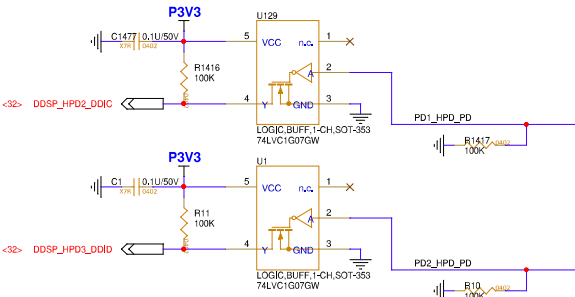 P3V3
U129
C1477 0.1U/50V
X7R 0402
5 VCC n.c. 1
R1416
100K
A 2
<32> DDSP_HPD2_DDIC
4 Y GND 3
LOGIC,BUFF,1-CH,SOT-353
74LVC1G07GW
PD1_HPD_PD
R1417 0402
100K
P3V3
U1
C1 0.1U/50V
X7R 0402
5 VCC n.c. 1
R11
100K
A 2
<32> DDSP_HPD3_DDID
4 Y GND 3
LOGIC,BUFF,1-CH,SOT-353
74LVC1G07GW
PD2_HPD_PD
R10 0402
100K